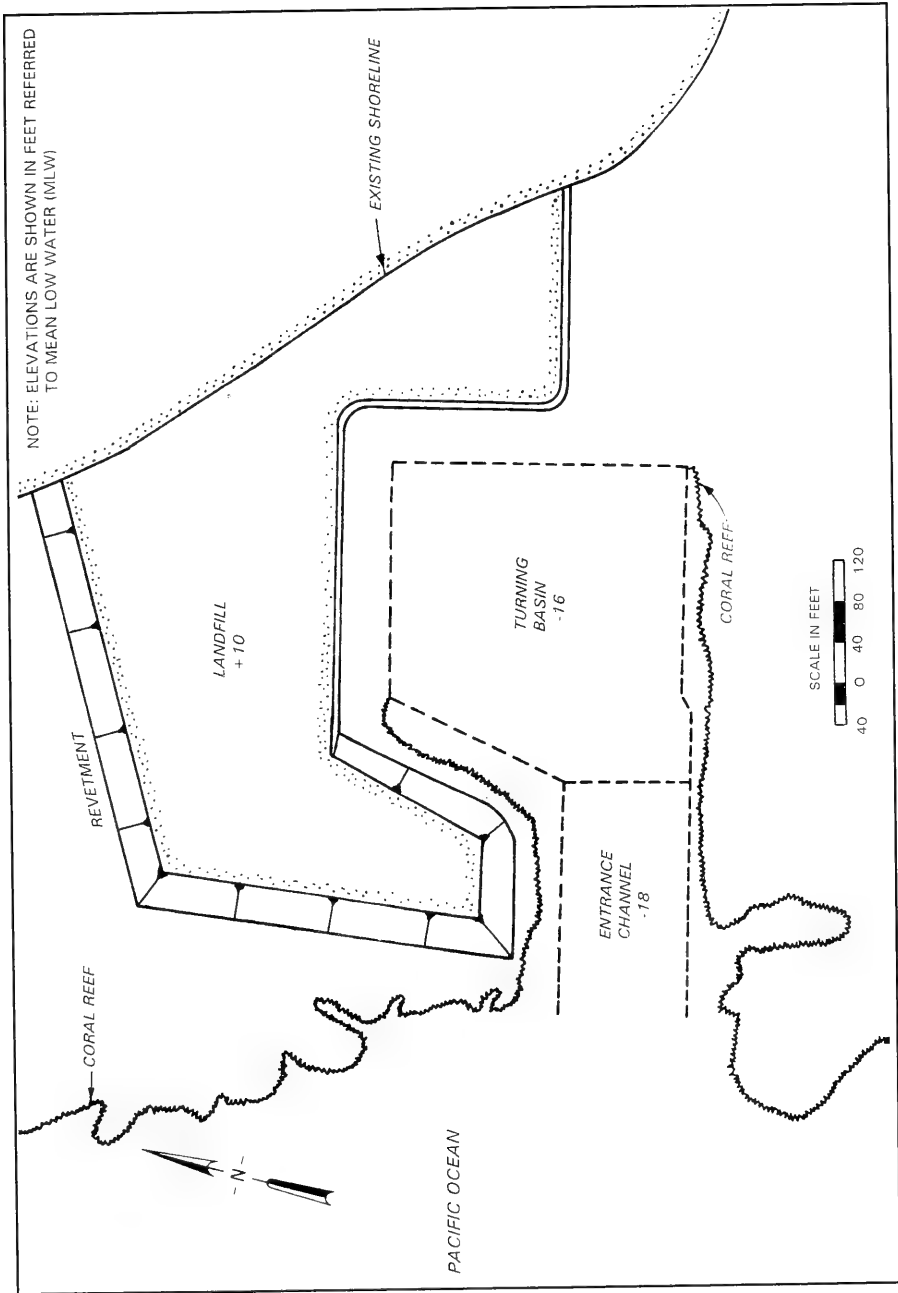 NOTE: ELEVATIONS ARE SHOWN IN FEET REFERRED
TO MEAN LOW WATER (MLW)
EXISTING SHORELINE
REVETMENT
LANDFILL
+ 10
TURNING
BASIN
-16
CORAL REEF
ENTRANCE
CHANNEL
-18
CORAL REEF
-N-
PACIFIC OCEAN
SCALE IN FEET
40 0 40 80 120